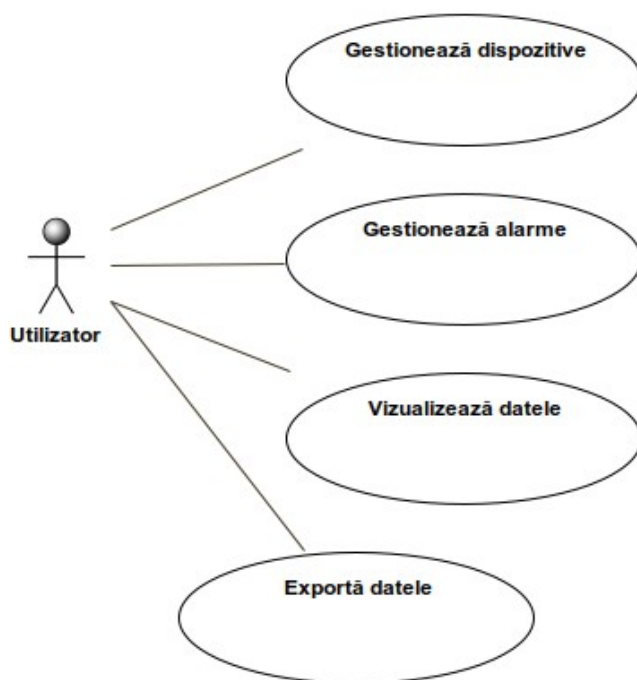 Gestionează dispozitive
Gestionează alarme
Utilizator
Vizualizează datele
Exportă datele